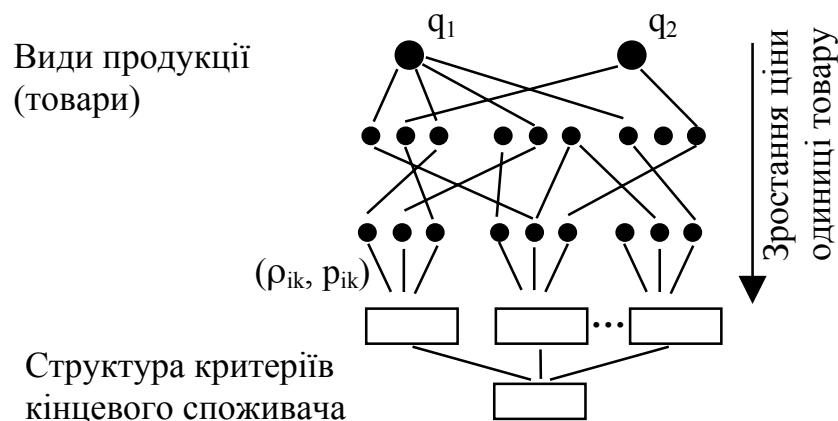 q1 q2
Види продукції
(товари)
Зростання ціни
одиниці товару
(ρik, pik)
...
Структура критеріїв
кінцевого споживача